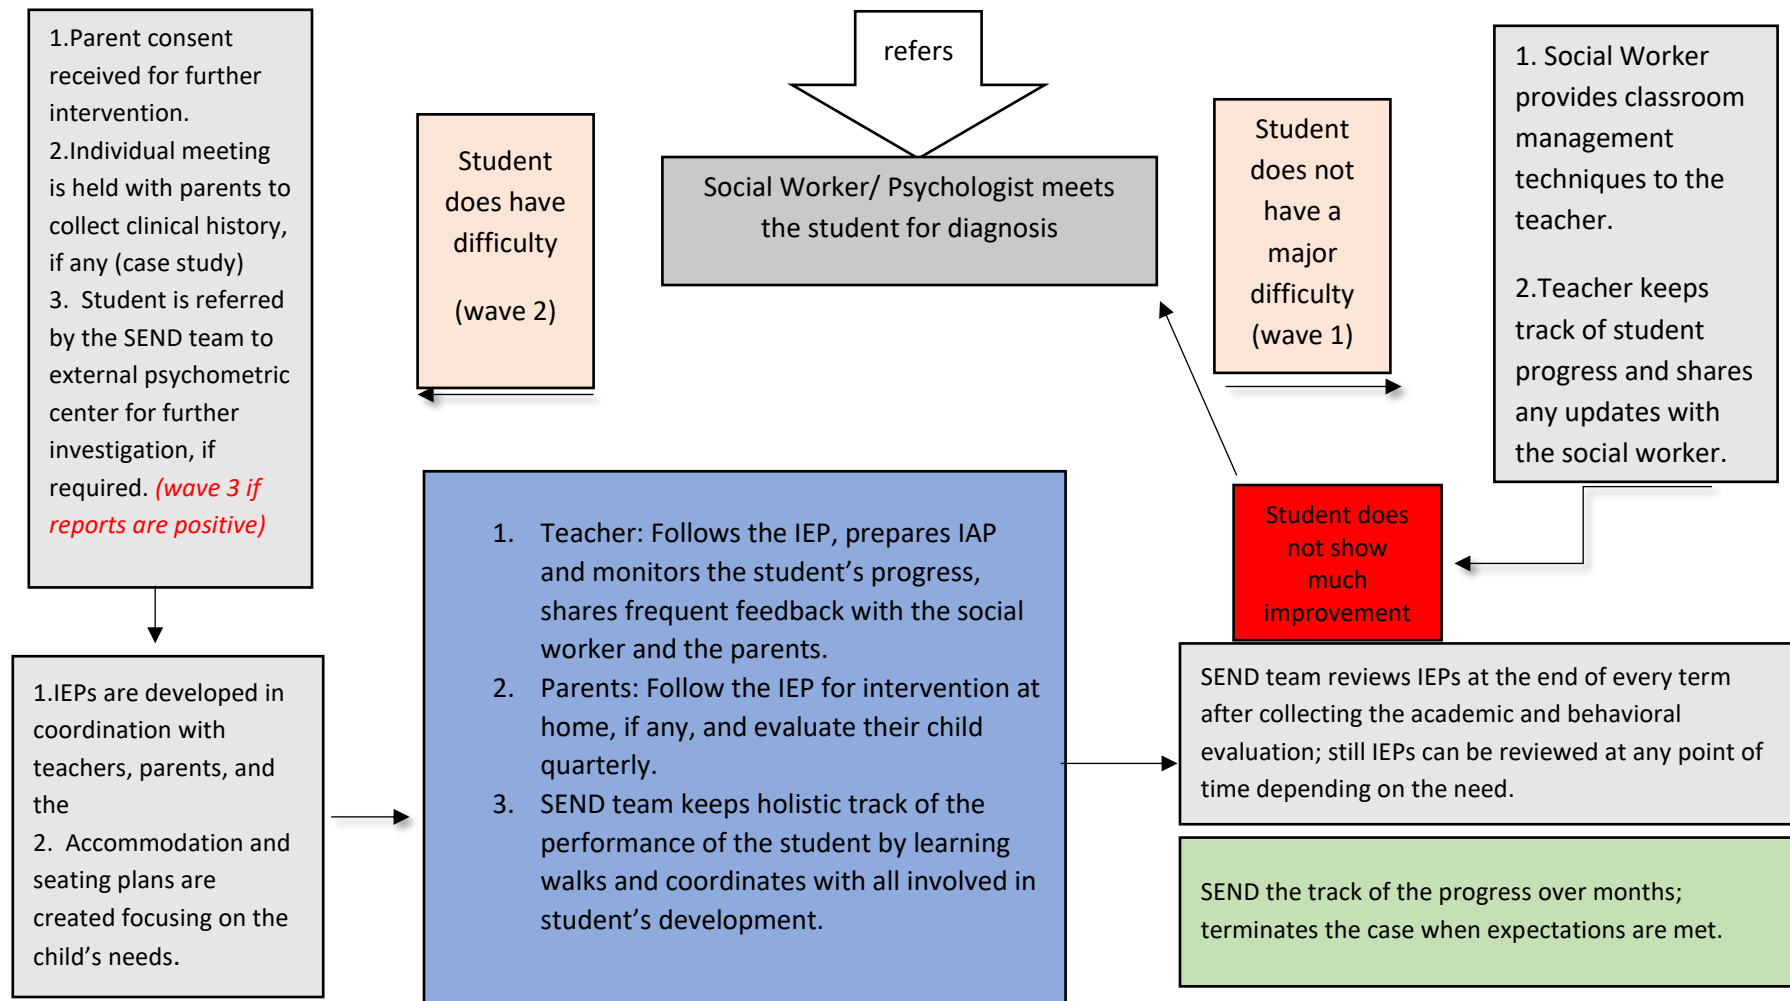 1.Parent consent
received for further
intervention.
2.Individual meeting
is held with parents to
collect clinical history,
if any (case study)
3.  Student is referred
by the SEND team to
external psychometric
center for further
investigation, if
required. (wave 3 if
reports are positive)
refers
Student
does have
difficulty
(wave 2)
Social Worker/ Psychologist meets
the student for diagnosis
Student
does not
have a
major
difficulty
(wave 1)
1. Social Worker
provides classroom
management
techniques to the
teacher.
2.Teacher keeps
track of student
progress and shares
any updates with
the social worker.
Student does
not show
much
improvement
1.IEPs are developed in
coordination with
teachers, parents, and
the
2.  Accommodation and
seating plans are
created focusing on the
child’s needs.
1. Teacher: Follows the IEP, prepares IAP
and monitors the student’s progress,
shares frequent feedback with the social
worker and the parents.
2. Parents: Follow the IEP for intervention at
home, if any, and evaluate their child
quarterly.
3. SEND team keeps holistic track of the
performance of the student by learning
walks and coordinates with all involved in
student’s development.
SEND team reviews IEPs at the end of every term
after collecting the academic and behavioral
evaluation; still IEPs can be reviewed at any point of
time depending on the need.
SEND the track of the progress over months;
terminates the case when expectations are met.